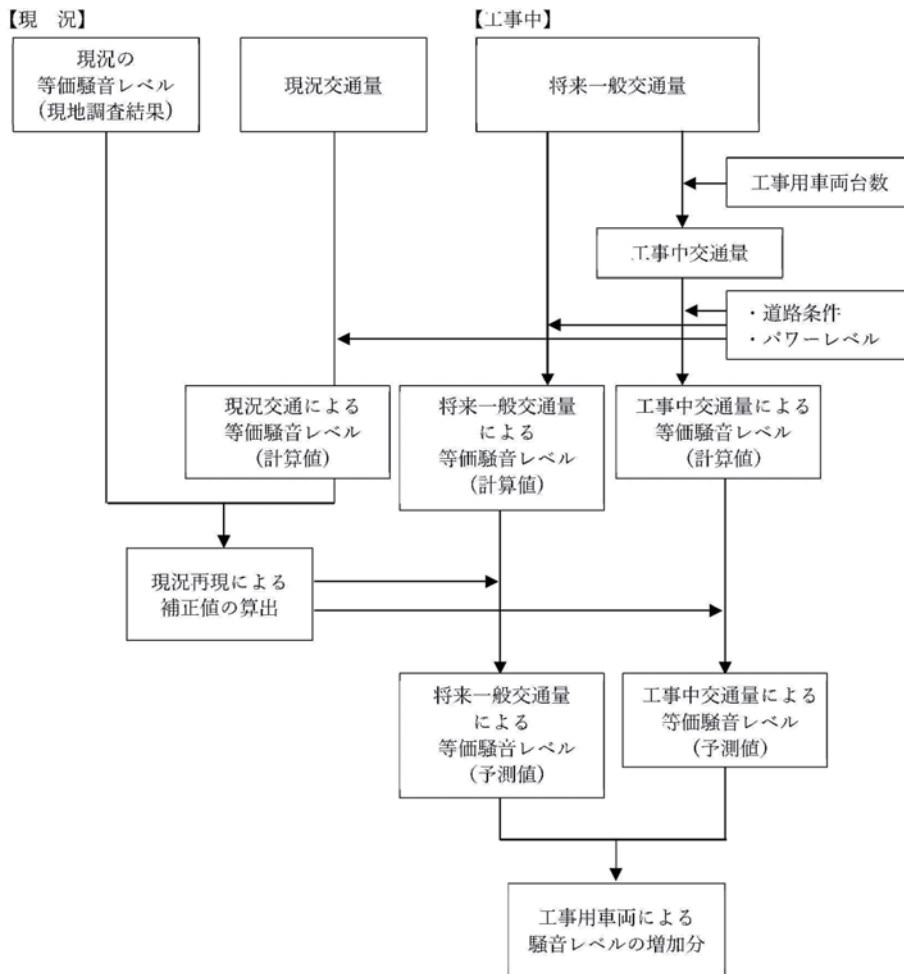 【現　況】
【工事中】
現況の
等価騒音レベル
(現地調査結果)
現況交通量
将来一般交通量
工事用車両台数
工事中交通量
・道路条件
・パワーレベル
現況交通による
等価騒音レベル
(計算値)
将来一般交通量
による
等価騒音レベル
(計算値)
工事中交通量による
等価騒音レベル
(計算値)
現況再現による
補正値の算出
将来一般交通量
による
等価騒音レベル
(予測値)
工事中交通量による
等価騒音レベル
(予測値)
工事用車両による
騒音レベルの増加分